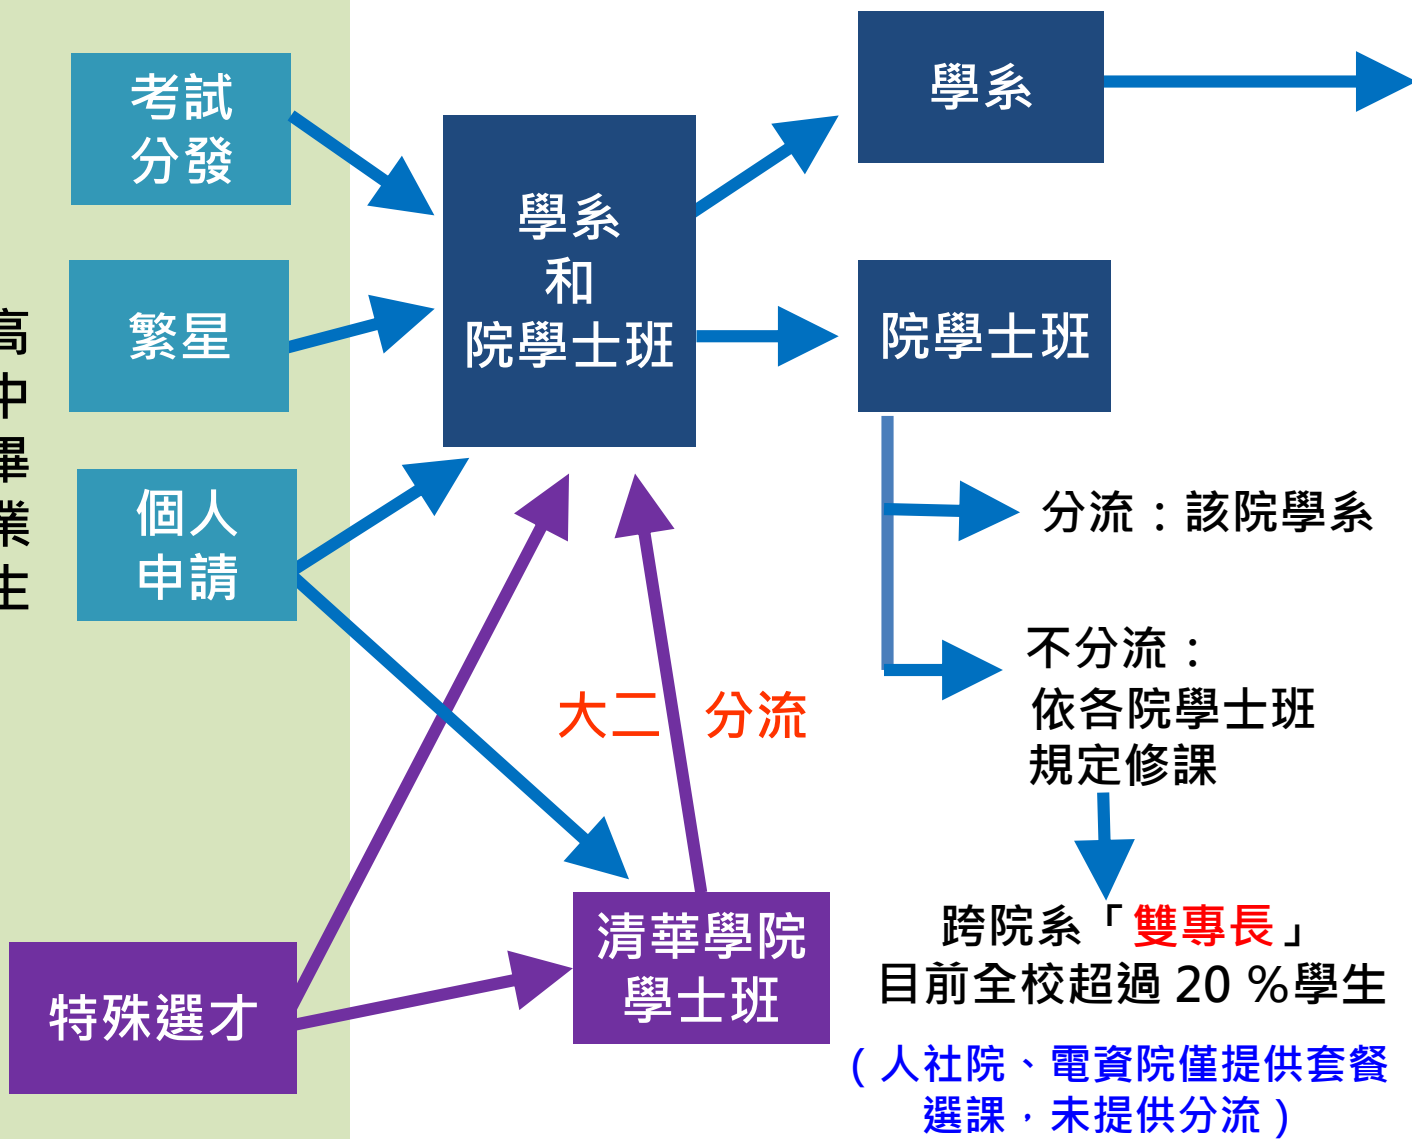 高
中
畢
業
生
考試
分發
繁星
個人
申請
特殊選才
學系
和
院學士班
大二 分流
清華學院
學士班
學系
院學士班
分流：該院學系
不分流：
依各院學士班
規定修課
跨院系「雙專長」
目前全校超過 20 %學生
（人社院、電資院僅提供套餐
選課，未提供分流）